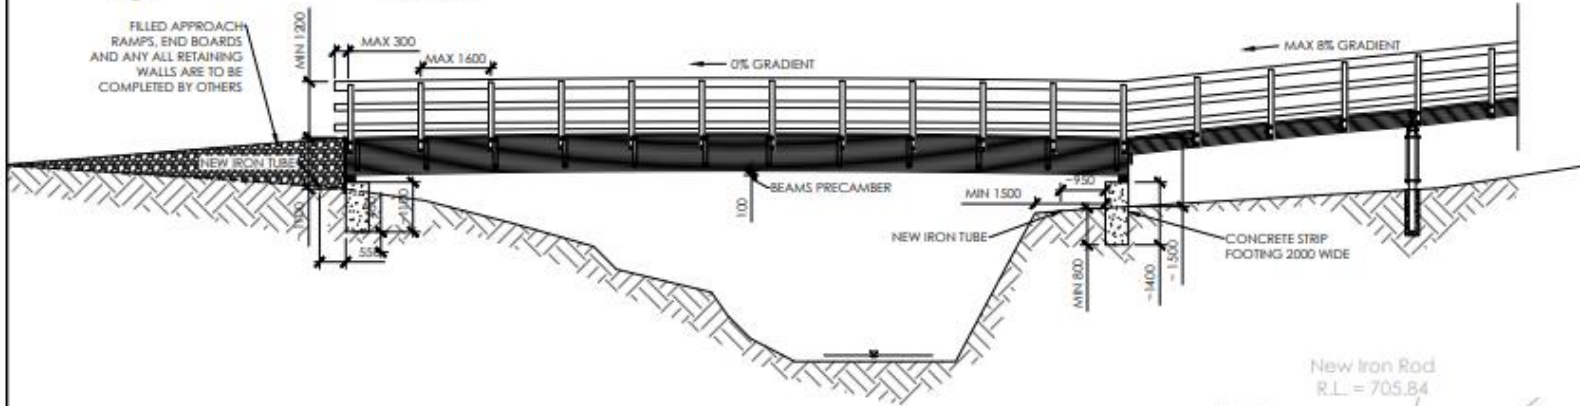 FILLED APPROACH
RAMPS, END BOARDS
AND ANY ALL RETAINING
WALLS ARE TO BE
COMPLETED BY OTHERS
MIN 1200
MAX 300
MAX 1600
0% GRADIENT
MAX 8% GRADIENT
NEW IRON TUBE
550
100
BEAMS PRECAMBER
MIN 1500
~950
NEW IRON TUBE
MIN 800
~1400
~1500
CONCRETE STRIP
FOOTING 2000 WIDE
New Iron Rod
R.L. = 705.84